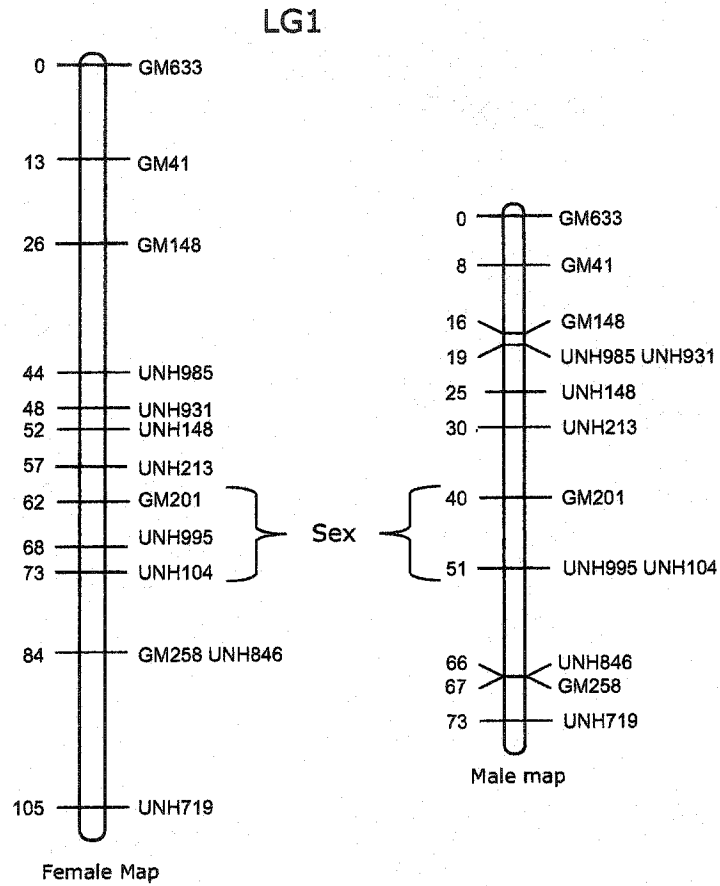 LG1
0 GM633
13 GM41
26 GM148
44 UNH985
48 UNH931
52 UNH148
57 UNH213
62 GM201
68 UNH995
73 UNH104
84 GM258 UNH846
105 UNH719
Female Map
Sex
0 GM633
8 GM41
16 GM148
19 UNH985 UNH931
25 UNH148
30 UNH213
40 GM201
51 UNH995 UNH104
66 UNH846
67 GM258
73 UNH719
Male map